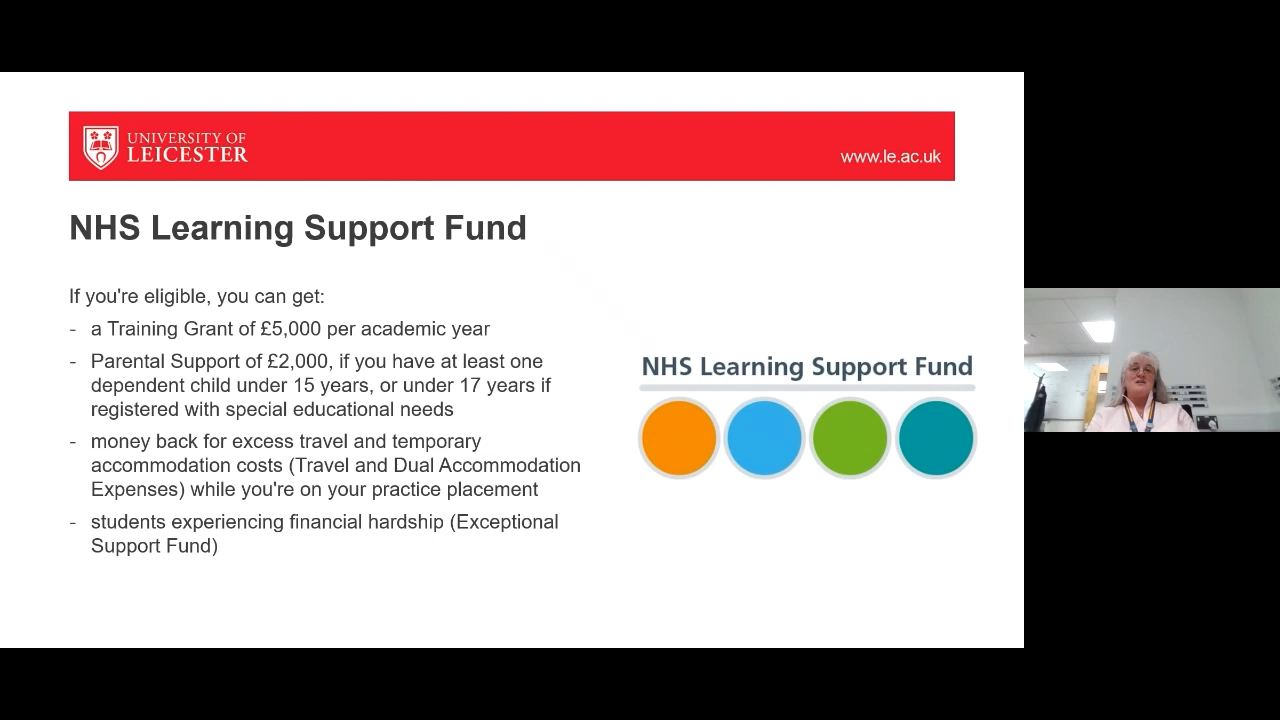 UNIVERSITY OF
LEICESTER
www.le.ac.uk
NHS Learning Support Fund
If you're eligible, you can get:
- a Training Grant of £5,000 per academic year
- Parental Support of £2,000, if you have at least one
dependent child under 15 years, or under 17 years if
registered with special educational needs
- money back for excess travel and temporary
accommodation costs (Travel and Dual Accommodation
Expenses) while you're on your practice placement
- students experiencing financial hardship (Exceptional
Support Fund)
NHS Learning Support Fund